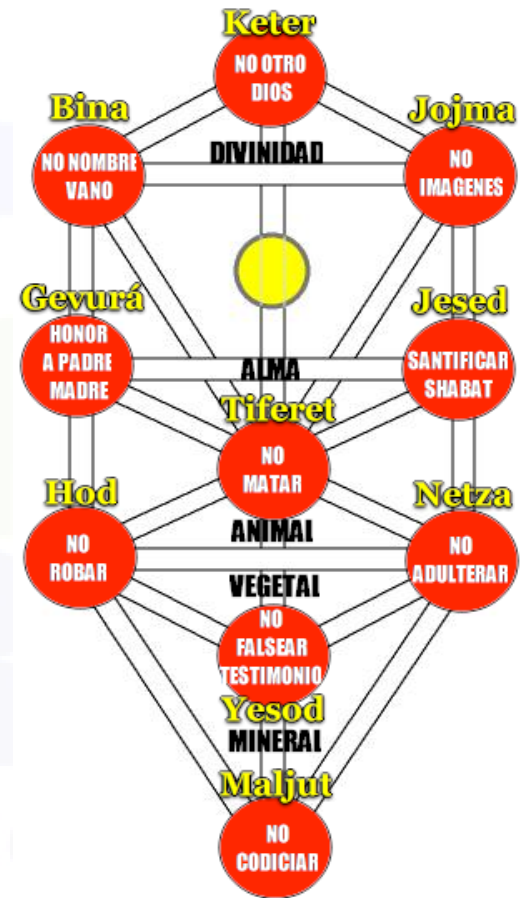 Keter
NO OTRO
DIOS
Bina
Jojma
NO NOMBRE
VANO
DIVINIDAD
NO
IMAGENES
Gevurá
Jesed
HONOR
A PADRE
MADRE
ALMA
SANTIFICAR
SHABAT
Tiferet
NO
MATAR
Hod
Netza
NO
ROBAR
ANIMAL
NO
ADULTERAR
VEGETAL
NO
FALSEAR
TESTIMONIO
Yesod
MINERAL
Maljut
NO
CODICIAR